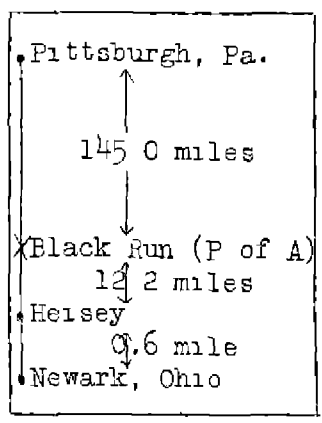 Pittsburgh, Pa.
145 0 miles
Black Run (P of A)
12 2 miles
Heisey
0.6 mile
Newark, Ohio